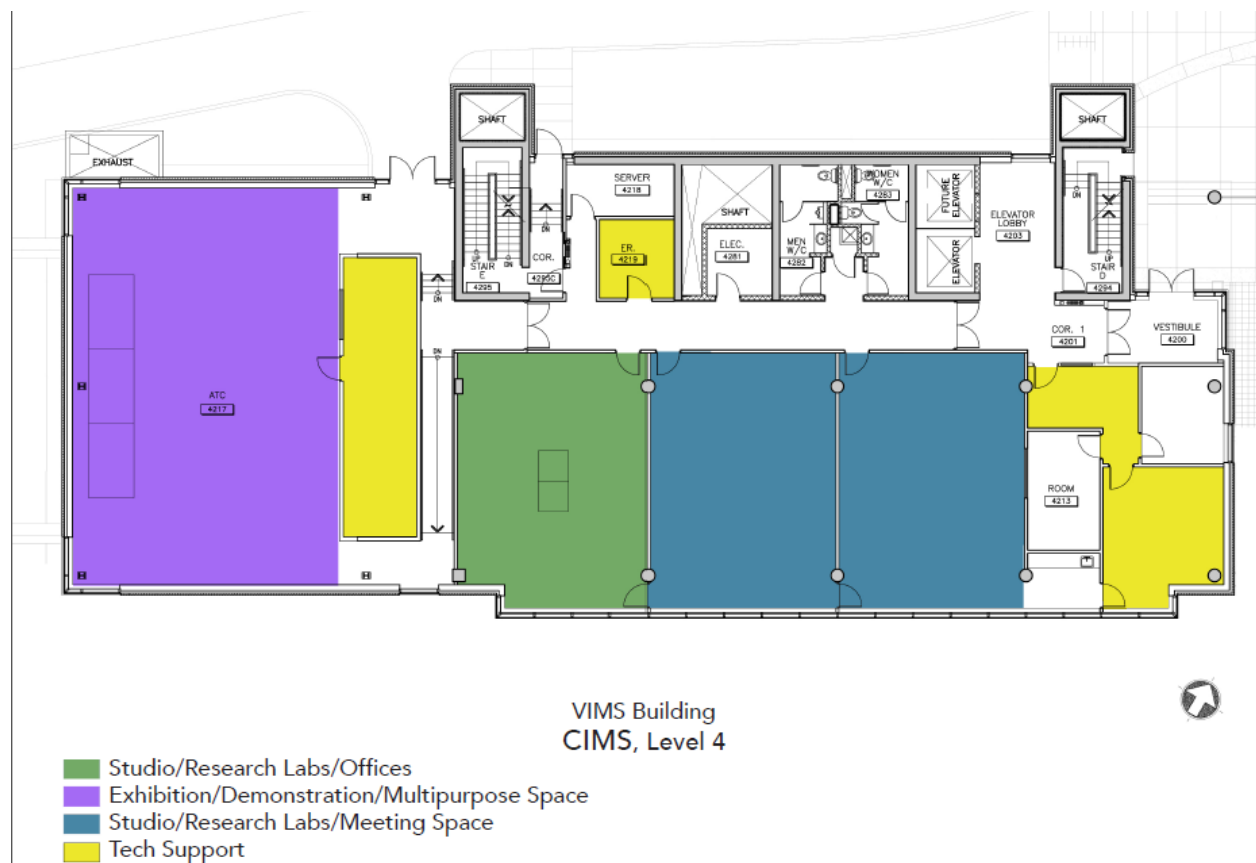 SHAFT
SHAFT
EXHAUST
SERVER
4218
WOMEN
W/C
4283
FUTURE
ELEVATOR
ELEVATOR
LOBBY
4203
DN
SHAFT
ER.
4219
ELEC.
4281
MEN
W/C
4282
ELEVATOR
DN
COR.
4290C
UP
DN
STAIR
E
4295
UP
STAIR
D
4294
DN
COR. 1
4201
VESTIBULE
4200
DN
ATC
4217
ROOM
4213
VIMS Building
CIMS, Level 4
Studio/Research Labs/Offices
Exhibition/Demonstration/Multipurpose Space
Studio/Research Labs/Meeting Space
Tech Support